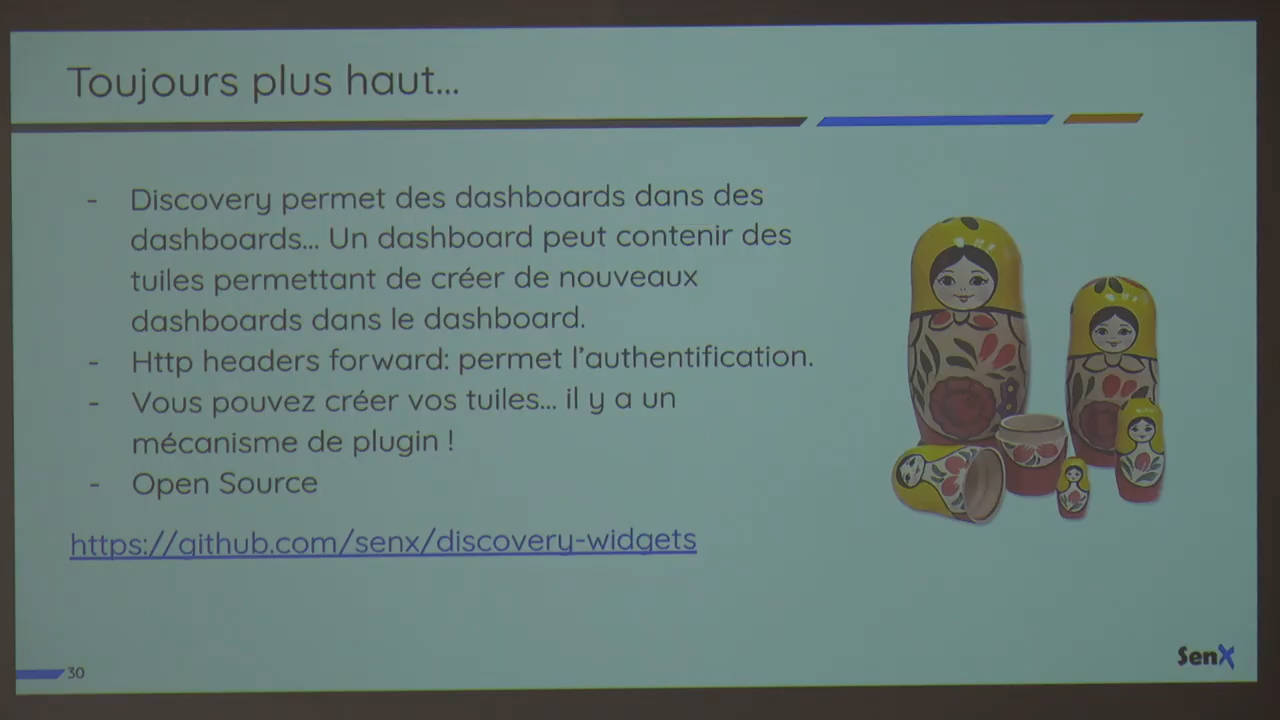 Toujours plus haut...
- Discovery permet des dashboards dans des
dashboards... Un dashboard peut contenir des
tuiles permettant de créer de nouveaux
dashboards dans le dashboard.
- Http headers forward: permet l'authentification.
- Vous pouvez créer vos tuiles... il y a un
mécanisme de plugin !
- Open Source
https://github.com/senx/discovery-widgets
30
SenX